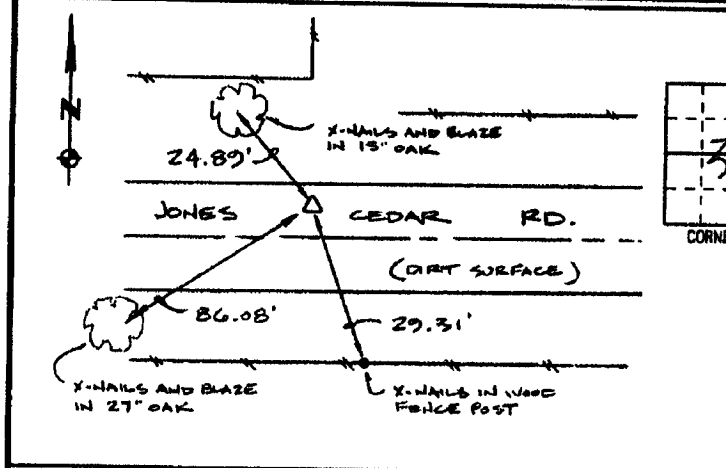 N
X-NAILS AND BLAZE
IN 15" OAK
24.89'
JONES CEDAR RD.
(DIRT SURFACE)
86.08'
29.31'
X-NAILS AND BLAZE
IN 27" OAK
X-NAILS IN WOOD
FENCE POST